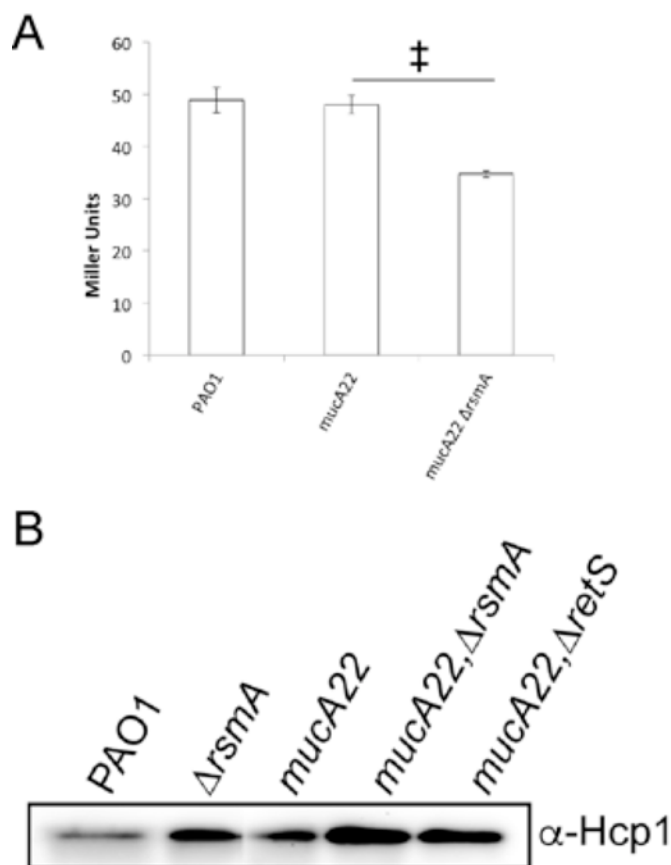 A
‡
60
50
40
30
20
10
0
Miller Units
PAO1
mucA22
mucA22 ΔrsmA
B
PAO1
ΔrsmA
mucA22
mucA22,ΔrsmA
mucA22,ΔretS
α-Hcp1